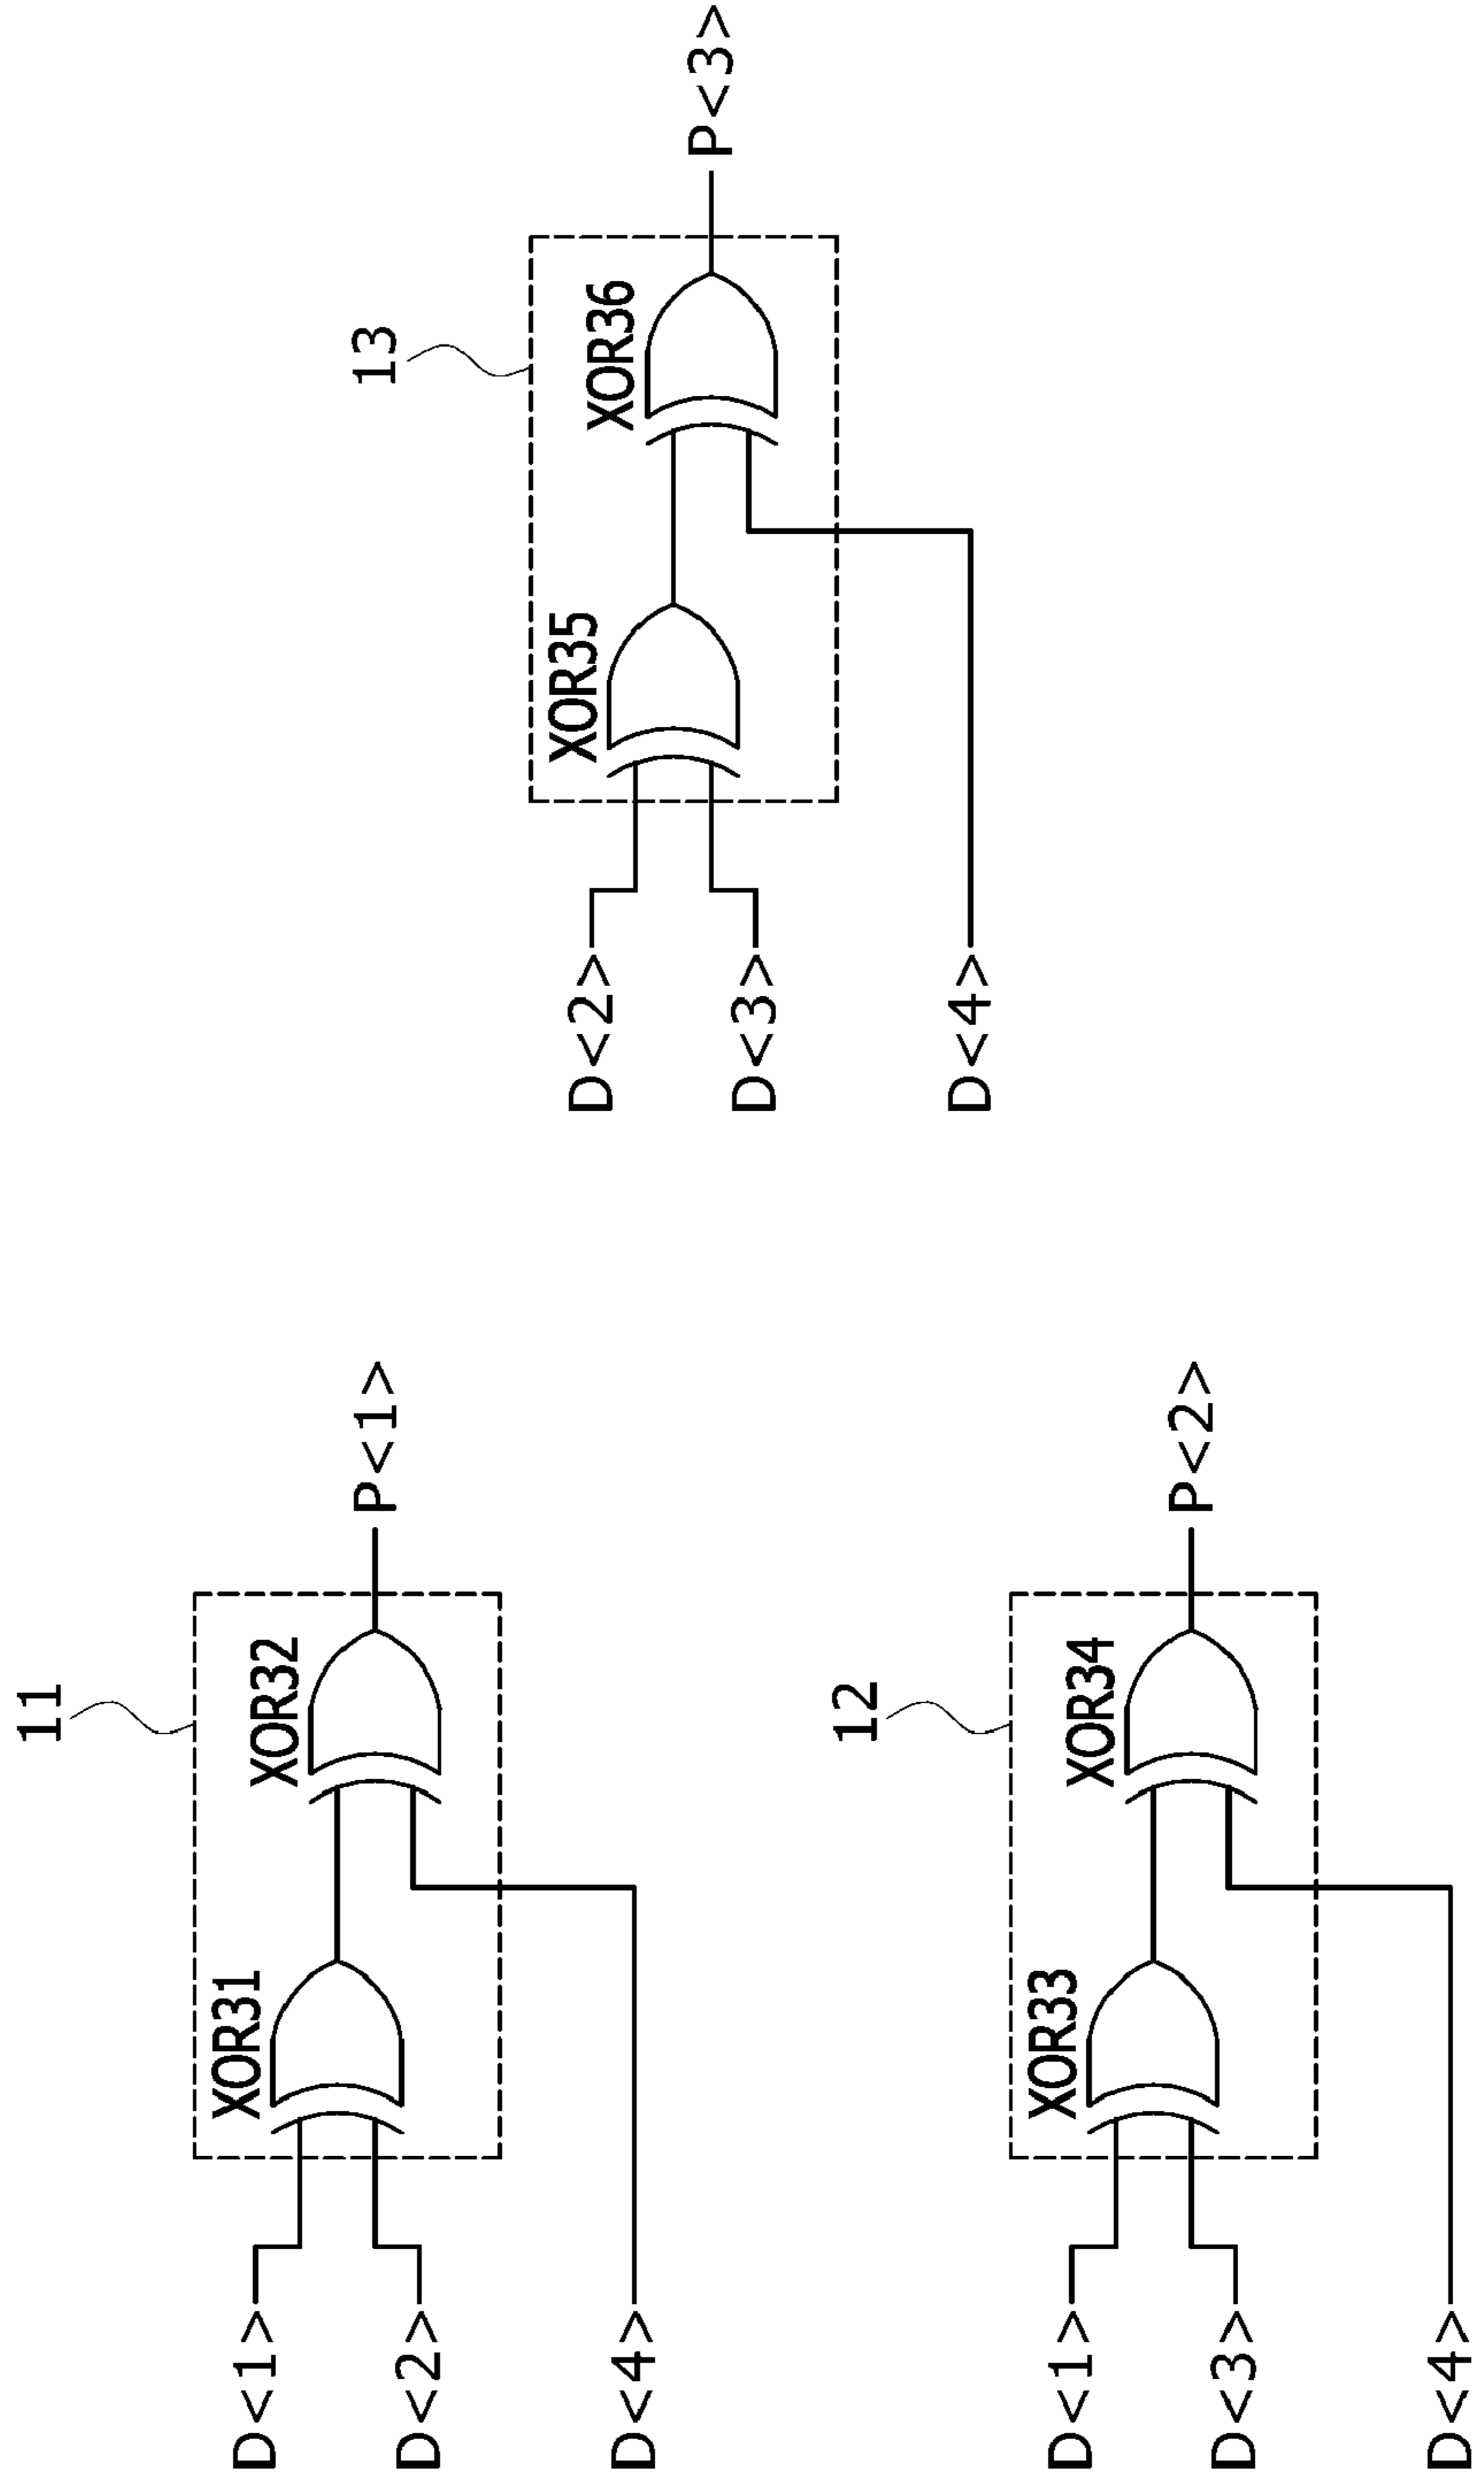 11
XOR31
XOR32
D<1>
D<2>
D<4>
P<1>
12
XOR33
XOR34
D<1>
D<3>
D<4>
P<2>
13
XOR35
XOR36
D<2>
D<3>
D<4>
P<3>